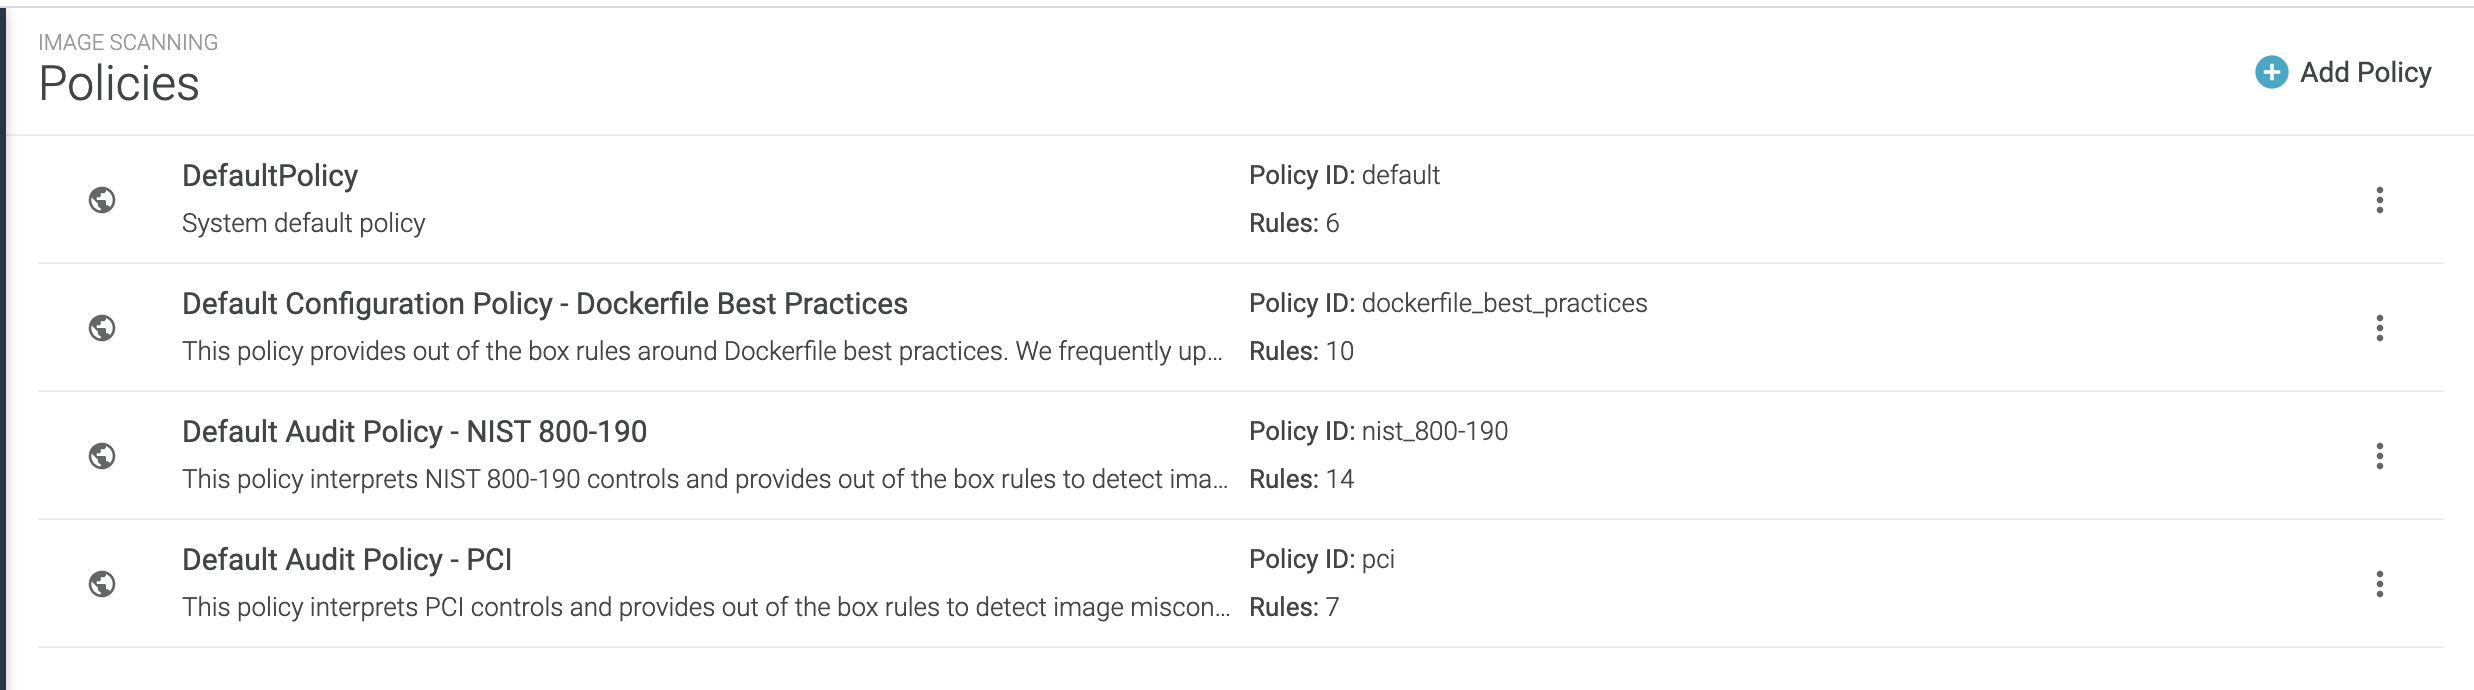 IMAGE SCANNING
Policies
Add Policy
DefaultPolicy
Policy ID: default
System default policy
Rules: 6
Default Configuration Policy - Dockerfile Best Practices
Policy ID: dockerfile_best_practices
This policy provides out of the box rules around Dockerfile best practices. We frequently up...
Rules: 10
Default Audit Policy - NIST 800-190
Policy ID: nist_800-190
This policy interprets NIST 800-190 controls and provides out of the box rules to detect ima...
Rules: 14
Default Audit Policy - PCI
Policy ID: pci
This policy interprets PCI controls and provides out of the box rules to detect image miscon...
Rules: 7